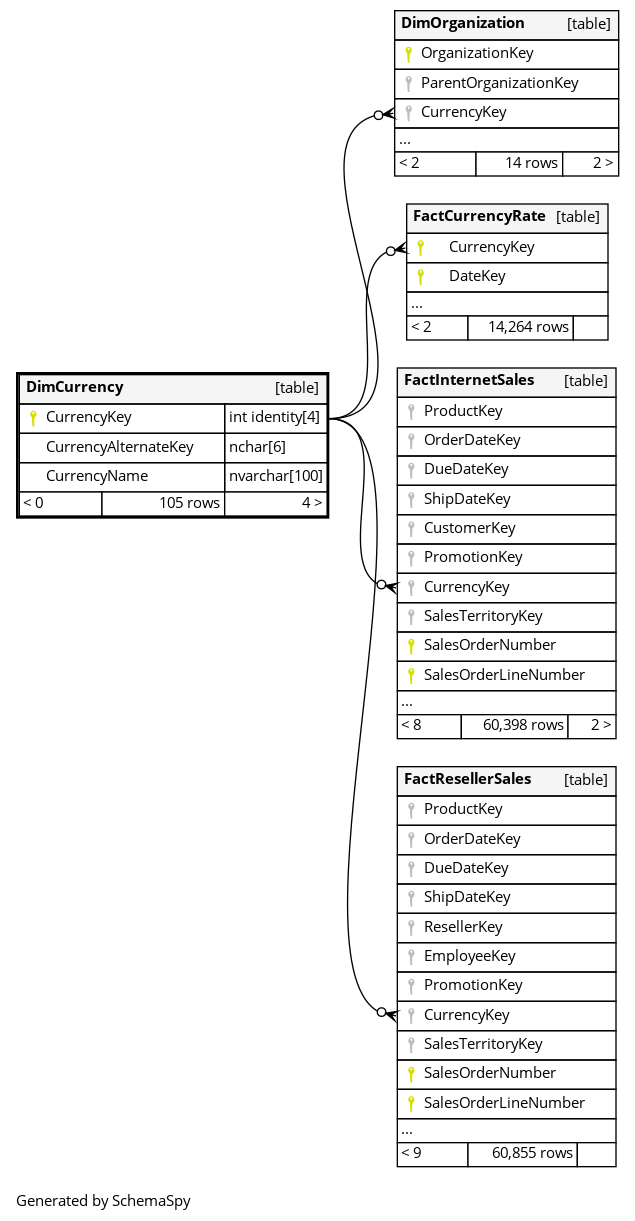 DimOrganization [table]
OrganizationKey
ParentOrganizationKey
CurrencyKey
...
< 2 14 rows 2 >
FactCurrencyRate [table]
CurrencyKey
DateKey
...
< 2 14,264 rows
DimCurrency [table]
CurrencyKey int identity[4]
CurrencyAlternateKey nchar[6]
CurrencyName nvarchar[100]
< 0 105 rows 4 >
FactInternetSales [table]
ProductKey
OrderDateKey
DueDateKey
ShipDateKey
CustomerKey
PromotionKey
CurrencyKey
SalesTerritoryKey
SalesOrderNumber
SalesOrderLineNumber
...
< 8 60,398 rows 2 >
FactResellerSales [table]
ProductKey
OrderDateKey
DueDateKey
ShipDateKey
ResellerKey
EmployeeKey
PromotionKey
CurrencyKey
SalesTerritoryKey
SalesOrderNumber
SalesOrderLineNumber
...
< 9 60,855 rows
Generated by SchemaSpy